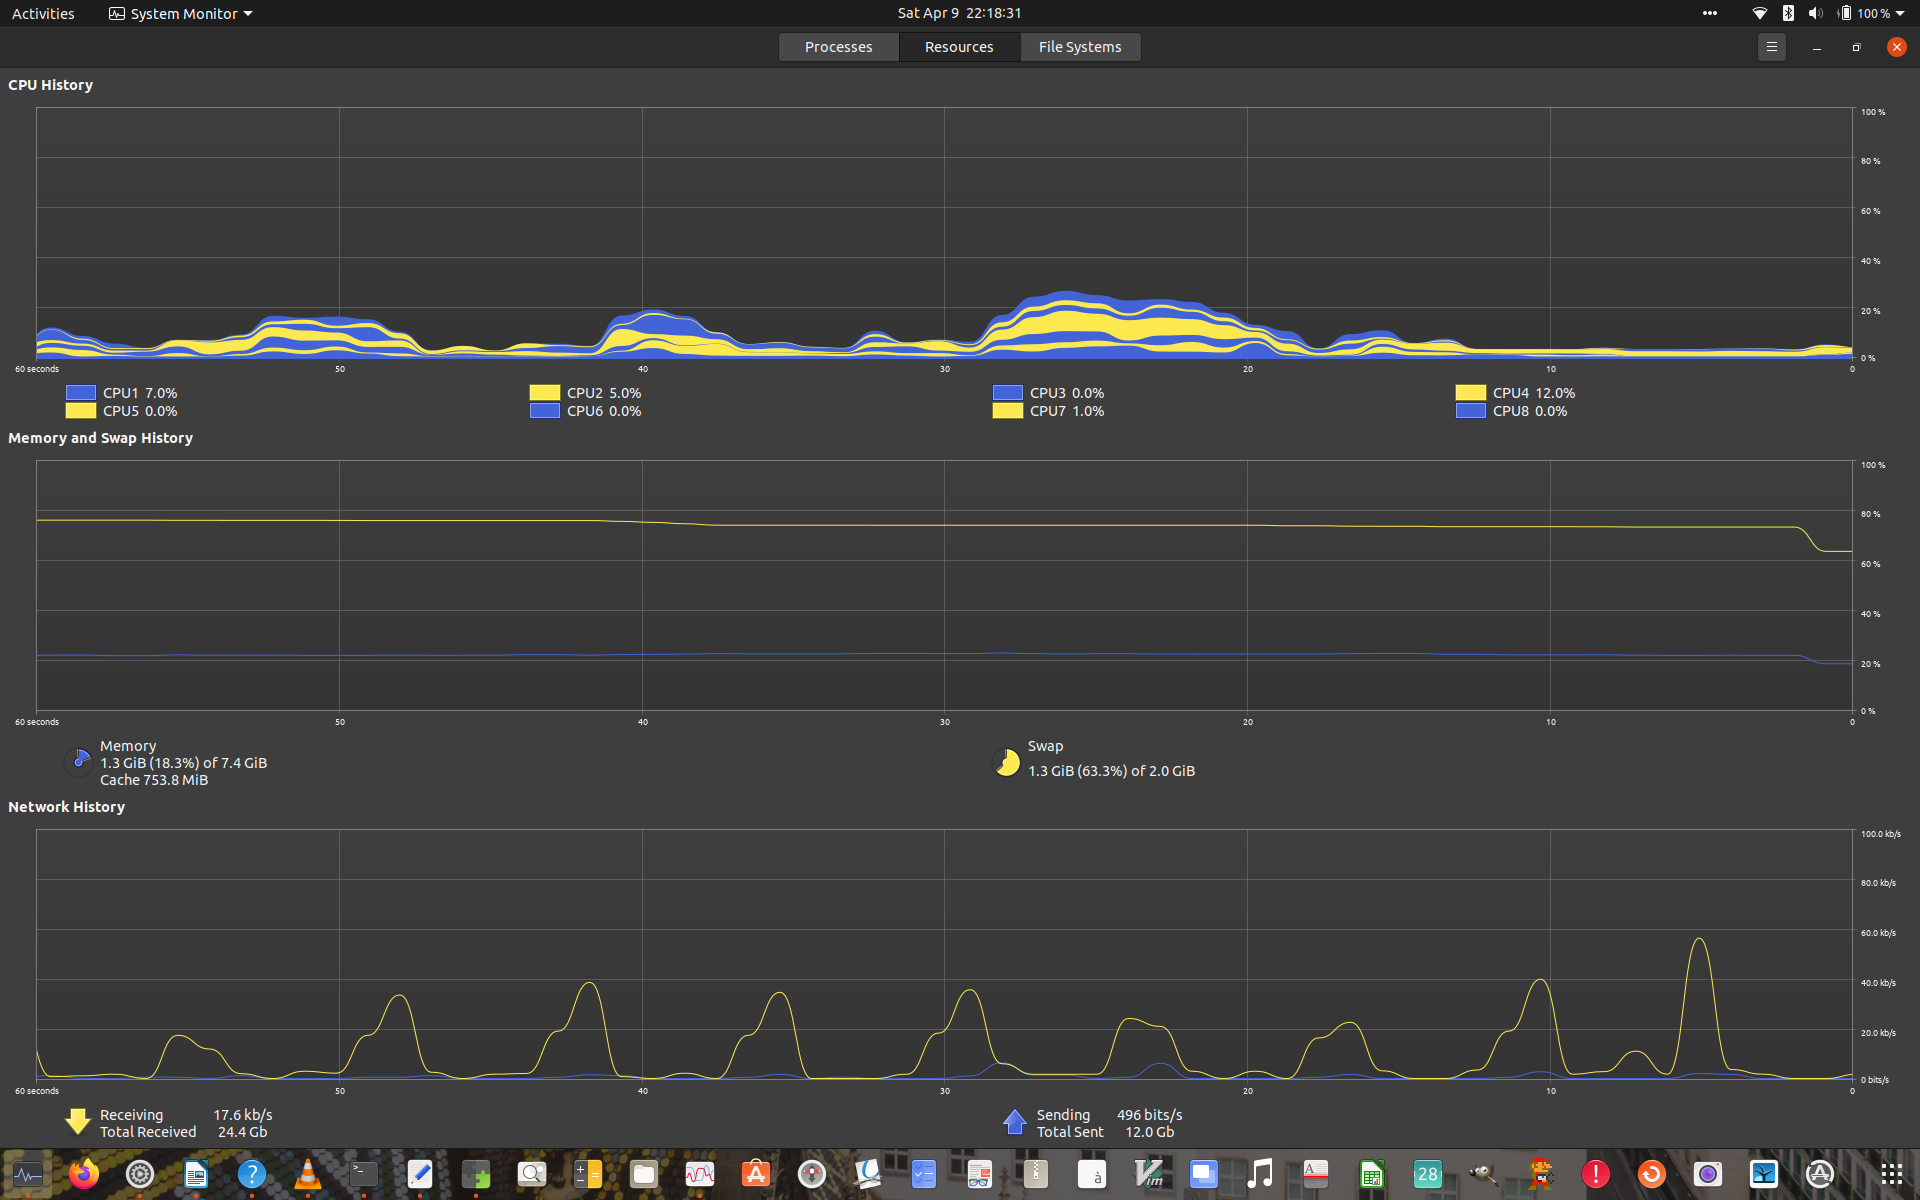 Activities System Monitor Sat Apr 9 22:18:31 100 %
Processes Resources File Systems
CPU History
100 %
80 %
60 %
40 %
20 %
0 %
60 seconds 50 40 30 20 10 0
CPU1 7.0% CPU2 5.0% CPU3 0.0% CPU4 12.0%
CPU5 0.0% CPU6 0.0% CPU7 1.0% CPU8 0.0%
Memory and Swap History
100 %
80 %
60 %
40 %
20 %
0 %
60 seconds 50 40 30 20 10 0
Memory
1.3 GiB (18.3%) of 7.4 GiB
Cache 753.8 MiB
Swap
1.3 GiB (63.3%) of 2.0 GiB
Network History
100.0 kb/s
80.0 kb/s
60.0 kb/s
40.0 kb/s
20.0 kb/s
0 bits/s
60 seconds 50 40 30 20 10 0
Receiving 17.6 kb/s
Total Received 24.4 Gb
Sending 496 bits/s
Total Sent 12.0 Gb
? >_ à Vim A 28 !